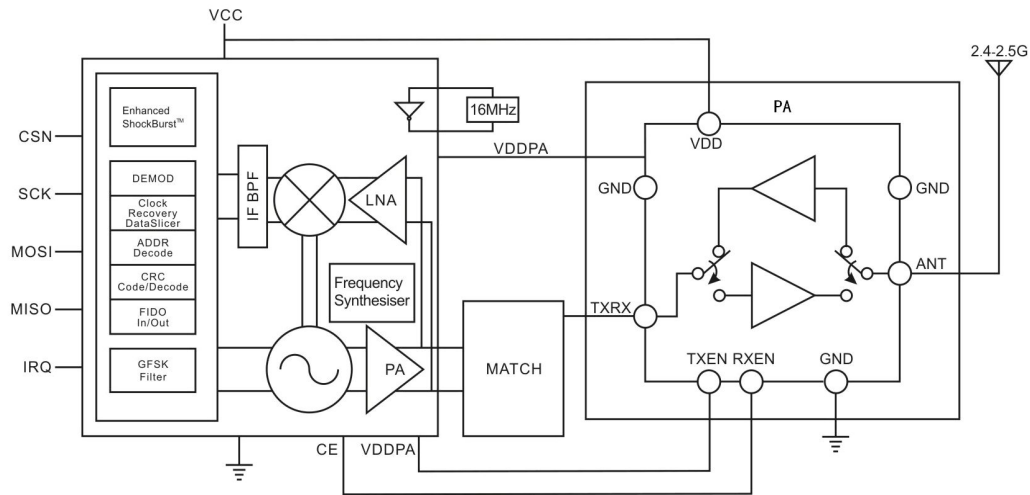 VCC
2.4-2.5G
Enhanced
ShockBurst™
16MHz
PA
CSN
VDD
VDDPA
DEMOD
GND
GND
SCK
IF BPF
LNA
Clock
Recovery
DataSlicer
MOSI
ADDR
Decode
ANT
CRC
Code/Decode
Frequency
Synthesiser
MISO
FIDO
In/Out
TXRX
IRQ
GFSK
Filter
PA
MATCH
TXEN
RXEN
GND
CE
VDDPA